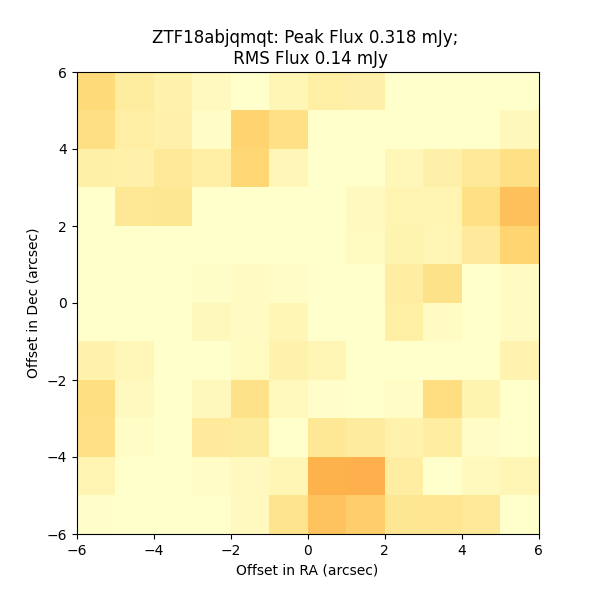 ZTF18abjqmqt: Peak Flux 0.318 mJy;
RMS Flux 0.14 mJy
6
4
2
0
−2
−4
−6
Offset in Dec (arcsec)
−6 −4 −2 0 2 4 6
Offset in RA (arcsec)